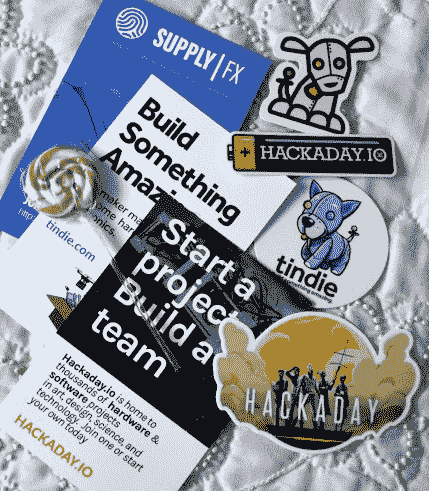 SUPPLY|FX
Build
Something
HACKADAY.IO
tindie.com
tindie
Start a
project
Build a
team
Hackaday.io is home to
thousands of hardware &
software projects
in art, design, science, and
technology. Join one or start
your own today
HACKADAY.IO
HACKADAY